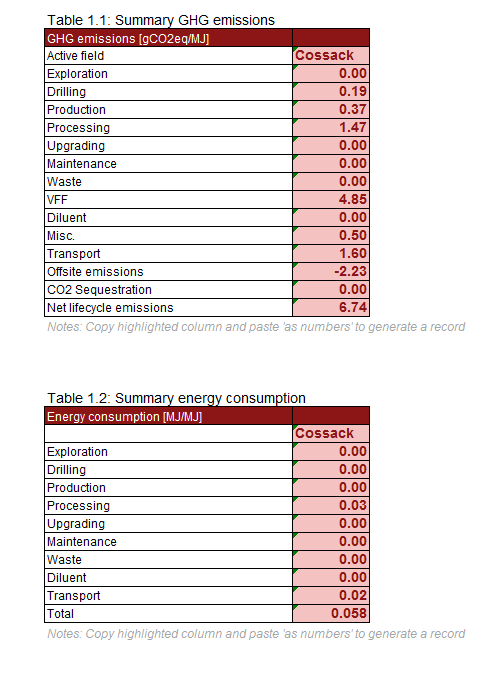 Table 1.1: Summary GHG emissions
GHG emissions [gCO2eq/MJ]
Active field Cossack
Exploration 0.00
Drilling 0.19
Production 0.37
Processing 1.47
Upgrading 0.00
Maintenance 0.00
Waste 0.00
VFF 4.85
Diluent 0.00
Misc. 0.50
Transport 1.60
Offsite emissions -2.23
CO2 Sequestration 0.00
Net lifecycle emissions 6.74
Notes: Copy highlighted column and paste 'as numbers' to generate a record
Table 1.2: Summary energy consumption
Energy consumption [MJ/MJ]
Cossack
Exploration 0.00
Drilling 0.00
Production 0.00
Processing 0.03
Upgrading 0.00
Maintenance 0.00
Waste 0.00
Diluent 0.00
Transport 0.02
Total 0.058
Notes: Copy highlighted column and paste 'as numbers' to generate a record